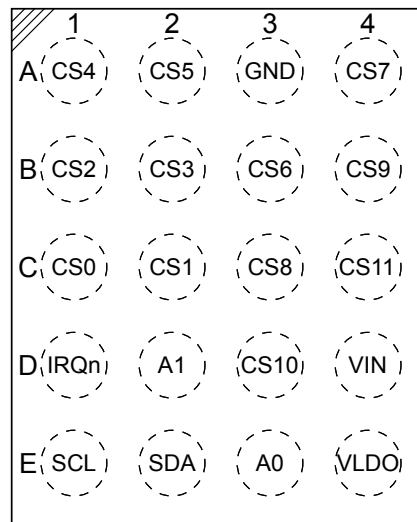 1 2 3 4
A CS4 CS5 GND CS7
B CS2 CS3 CS6 CS9
C CS0 CS1 CS8 CS11
D IRQn A1 CS10 VIN
E SCL SDA A0 VLDO